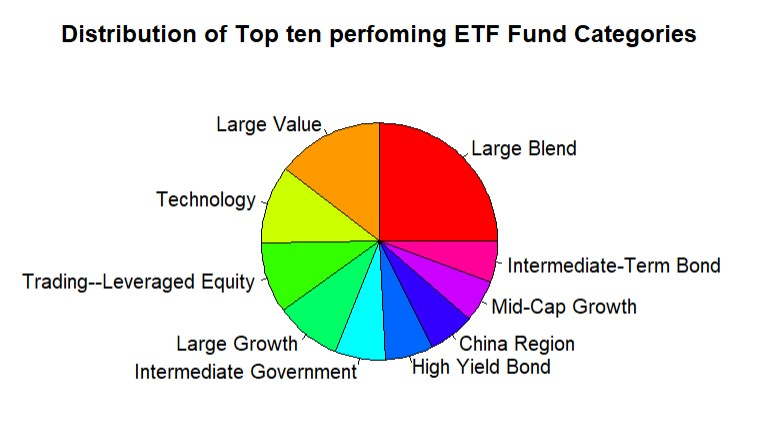 Distribution of Top ten perfoming ETF Fund Categories
Large Value
Large Blend
Technology
Intermediate-Term Bond
Trading--Leveraged Equity
Mid-Cap Growth
Large Growth
China Region
High Yield Bond
Intermediate Government